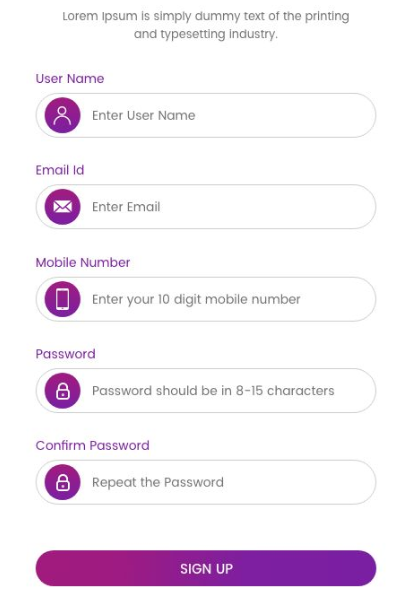 Lorem Ipsum is simply dummy text of the printing
and typesetting industry.
User Name
Enter User Name
Email Id
Enter Email
Mobile Number
Enter your 10 digit mobile number
Password
Password should be in 8-15 characters
Confirm Password
Repeat the Password
SIGN UP